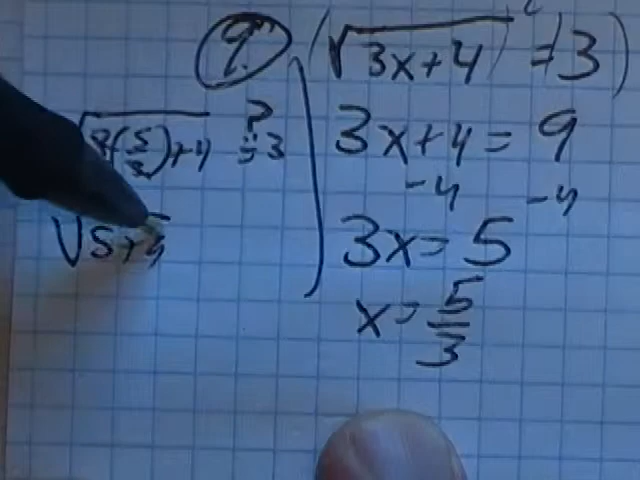 9. (√3x+4)² = (3)
3x+4 = 9
-4 -4
3x = 5
x = 5/3
√3(5/3)+4 ≟ 3
√5+4